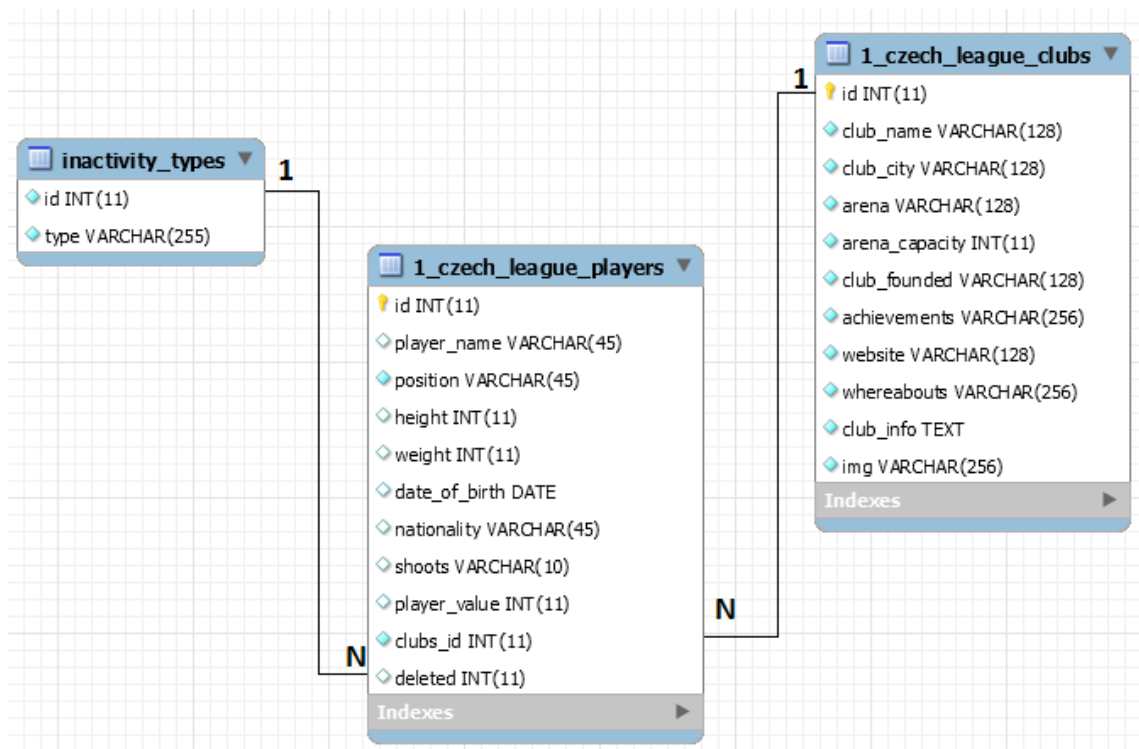 inactivity_types
id INT(11)
type VARCHAR(255)
1
1_czech_league_players
id INT(11)
player_name VARCHAR(45)
position VARCHAR(45)
height INT(11)
weight INT(11)
date_of_birth DATE
nationality VARCHAR(45)
shoots VARCHAR(10)
player_value INT(11)
clubs_id INT(11)
deleted INT(11)
Indexes
N
N
1
1_czech_league_clubs
id INT(11)
club_name VARCHAR(128)
club_city VARCHAR(128)
arena VARCHAR(128)
arena_capacity INT(11)
club_founded VARCHAR(128)
achievements VARCHAR(256)
website VARCHAR(128)
whereabouts VARCHAR(256)
club_info TEXT
img VARCHAR(256)
Indexes